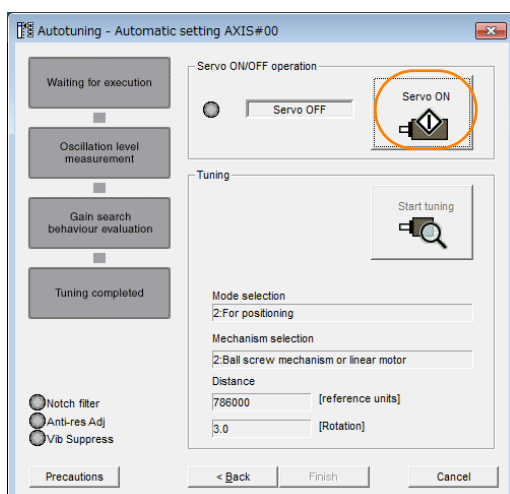 Autotuning - Automatic setting AXIS#00
Waiting for execution
Oscillation level
measurement
Gain search
behaviour evaluation
Tuning completed
Notch filter
Anti-res Adj
Vib Suppress
Servo ON/OFF operation
Servo OFF
Servo ON
Tuning
Start tuning
Mode selection
2:For positioning
Mechanism selection
2:Ball screw mechanism or linear motor
Distance
786000 [reference units]
3.0 [Rotation]
Precautions < Back Finish Cancel